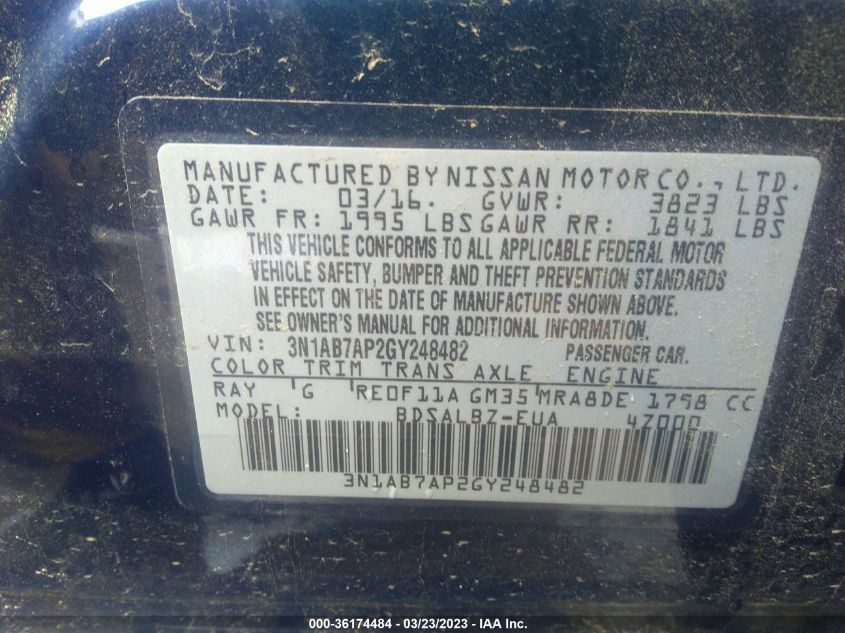 MANUFACTURED BY NISSAN MOTOR CO., LTD.
DATE: 03/16. GVWR: 3823 LBS
GAWR FR: 1995 LBS GAWR RR: 1841 LBS
THIS VEHICLE CONFORMS TO ALL APPLICABLE FEDERAL MOTOR
VEHICLE SAFETY, BUMPER AND THEFT PREVENTION STANDARDS
IN EFFECT ON THE DATE OF MANUFACTURE SHOWN ABOVE.
SEE OWNER'S MANUAL FOR ADDITIONAL INFORMATION.
VIN: 3N1AB7AP2GY248482 PASSENGER CAR.
COLOR TRIM TRANS AXLE ENGINE
RAY G RE0F11A GM35 MRA8DE 1798 CC
MODEL: BDSALBZ-EUA 4Z000
3N1AB7AP2GY248482
000-36174484 - 03/23/2023 - IAA Inc.